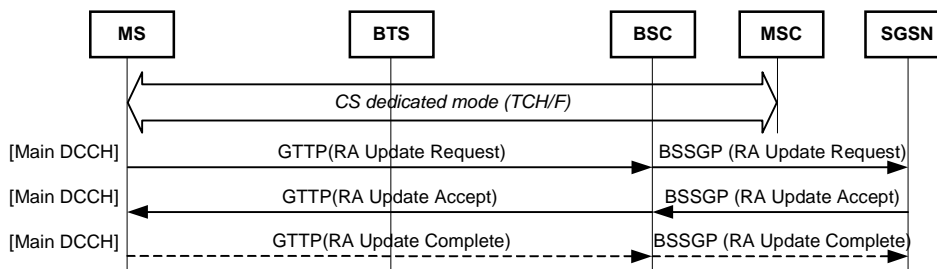 MS BTS BSC MSC SGSN
CS dedicated mode (TCH/F)
[Main DCCH] GTTP(RA Update Request) BSSGP (RA Update Request)
[Main DCCH] GTTP(RA Update Accept) BSSGP (RA Update Accept)
[Main DCCH] GTTP(RA Update Complete) BSSGP (RA Update Complete)